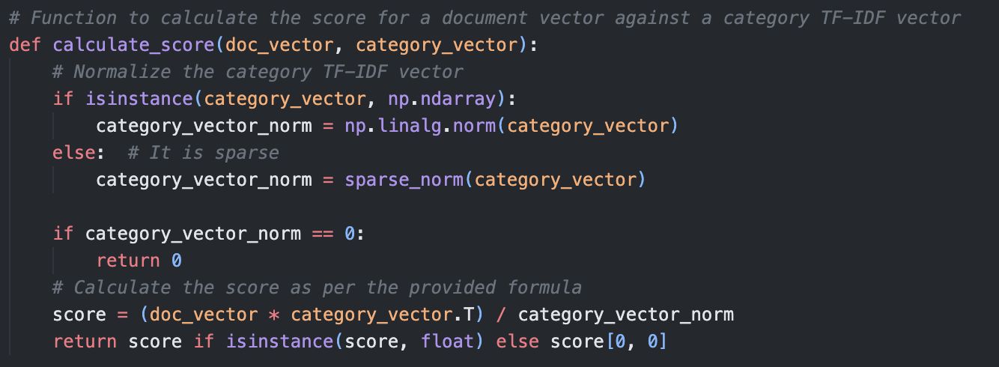 # Function to calculate the score for a document vector against a category TF-IDF vector
def calculate_score(doc_vector, category_vector):
    # Normalize the category TF-IDF vector
    if isinstance(category_vector, np.ndarray):
        category_vector_norm = np.linalg.norm(category_vector)
    else:  # It is sparse
        category_vector_norm = sparse_norm(category_vector)

    if category_vector_norm == 0:
        return 0
    # Calculate the score as per the provided formula
    score = (doc_vector * category_vector.T) / category_vector_norm
    return score if isinstance(score, float) else score[0, 0]